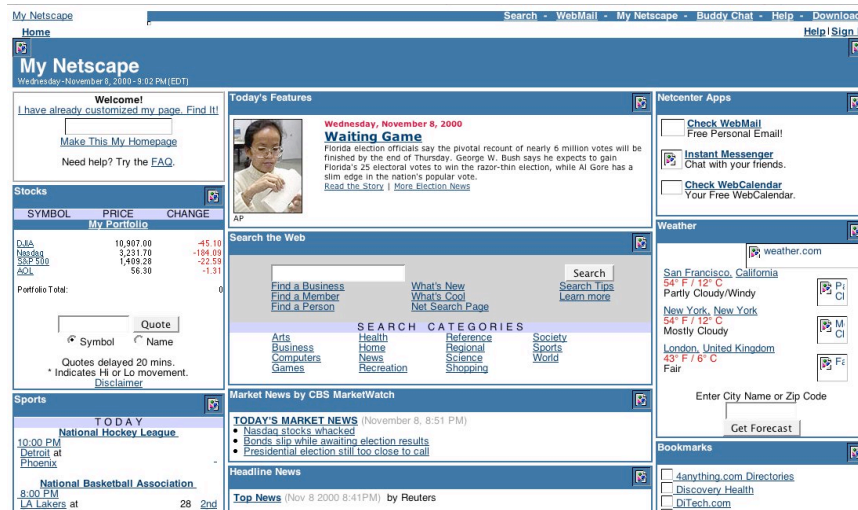 My Netscape
Search - WebMail - My Netscape - Buddy Chat - Help - Download
Home
Help | Sign
My Netscape
Wednesday-November 8, 2000 - 9:02 PM(EDT)
Welcome!
I have already customized my page. Find It!
Make This My Homepage
Need help? Try the FAQ.
Stocks
SYMBOL PRICE CHANGE
My Portfolio
DJIA 10,907.00 -45.10
Nasdaq 3,231.70 -184.09
S&P 500 1,409.28 -22.59
AOL 56.30 -1.31
Portfolio Total: 0
Quote
Symbol Name
Quotes delayed 20 mins.
* Indicates Hi or Lo movement.
Disclaimer
Sports
TODAY
National Hockey League
10:00 PM
Detroit at
Phoenix -
National Basketball Association
8:00 PM
LA Lakers at 28 2nd
Today's Features
Wednesday, November 8, 2000
Waiting Game
Florida election officials say the pivotal recount of nearly 6 million votes will be
finished by the end of Thursday. George W. Bush says he expects to gain
Florida's 25 electoral votes to win the razor-thin election, while Al Gore has a
slim edge in the nation's popular vote.
Read the Story | More Election News
AP
Search the Web
Search
Find a Business What's New Search Tips
Find a Member What's Cool Learn more
Find a Person Net Search Page
SEARCH CATEGORIES
Arts Health Reference Society
Business Home Regional Sports
Computers News Science World
Games Recreation Shopping
Market News by CBS MarketWatch
TODAY'S MARKET NEWS (November 8, 8:51 PM)
• Nasdaq stocks whacked
• Bonds slip while awaiting election results
• Presidential election still too close to call
Headline News
Top News (Nov 8 2000 8:41PM) by Reuters
Netcenter Apps
Check WebMail
Free Personal Email!
Instant Messenger
Chat with your friends.
Check WebCalendar
Your Free WebCalendar.
Weather
weather.com
San Francisco, California
54° F / 12° C
Partly Cloudy/Windy
New York, New York
54° F / 12° C
Mostly Cloudy
London, United Kingdom
43° F / 6° C
Fair
Enter City Name or Zip Code
Get Forecast
Bookmarks
4anything.com Directories
Discovery Health
DiTech.com